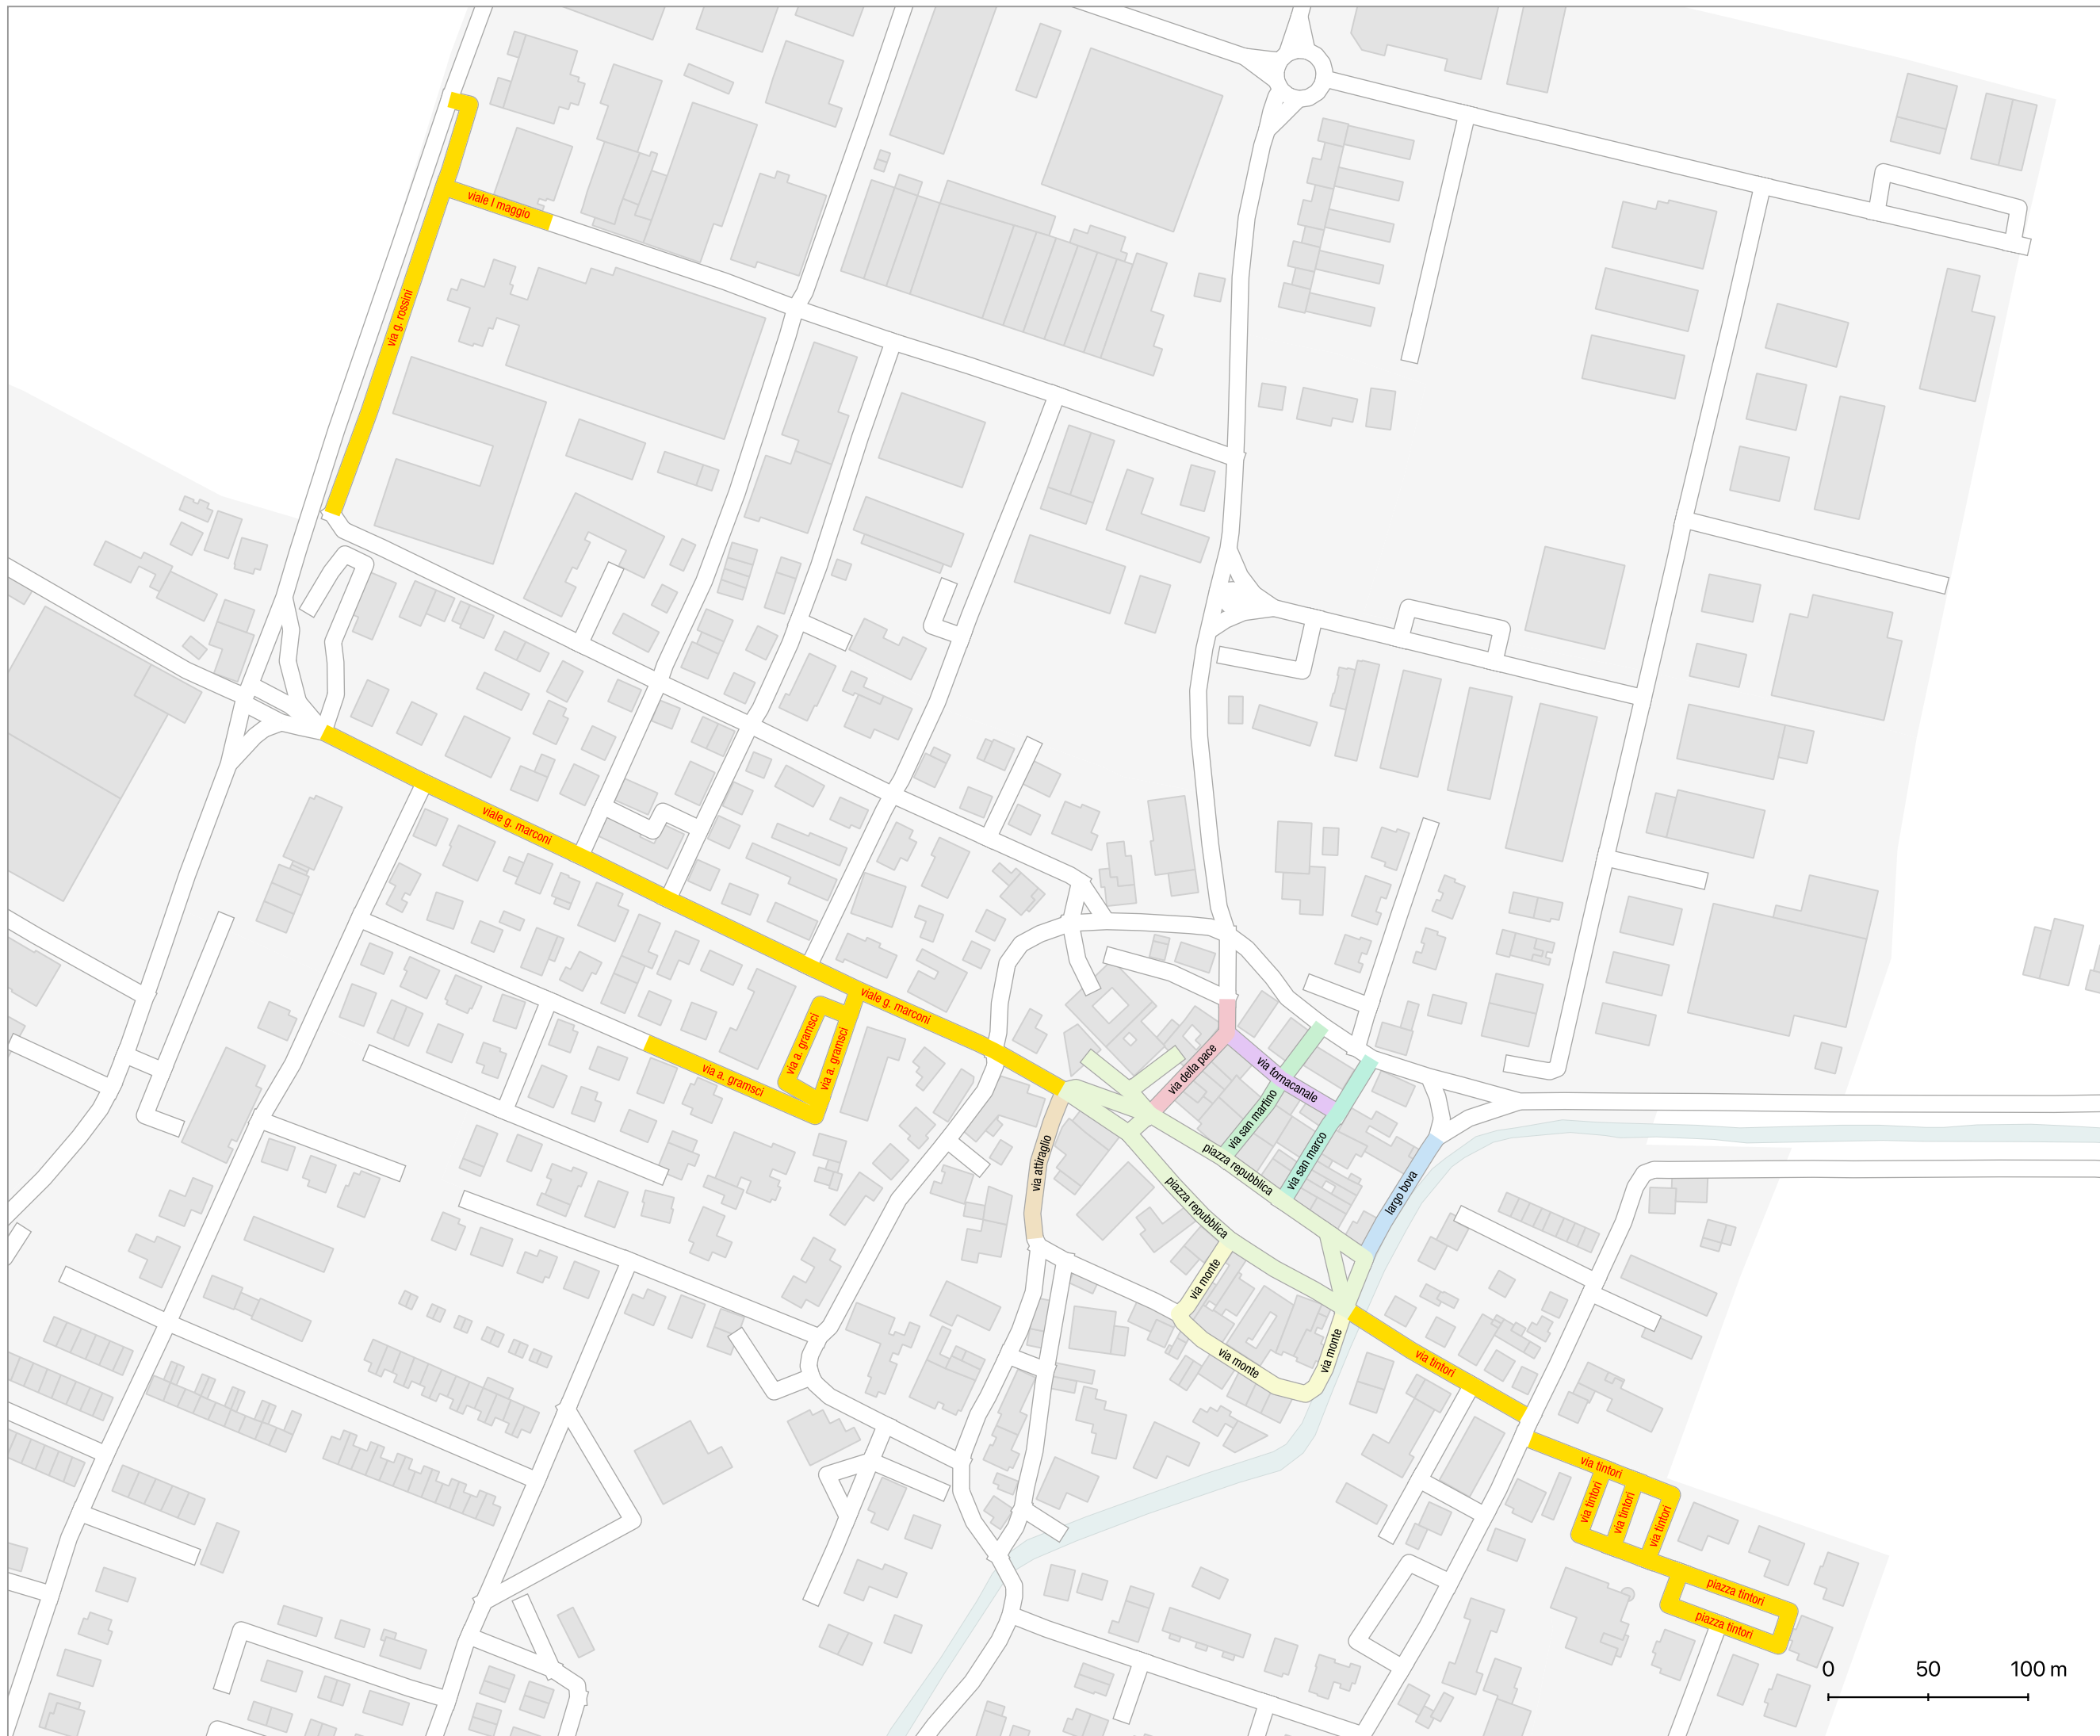 viale I maggio
via g. rossini
viale g. marconi
viale g. marconi
via a. gramsci
via a. gramsci
via a. gramsci
via della pace
via tornacanale
via san martino
via san marco
piazza repubblica
piazza repubblica
via attiraglio
largo bova
via monte
via monte
via monte
via tintori
via tintori
via tintori
via tintori
via tintori
piazza tintori
piazza tintori
0 50 100 m